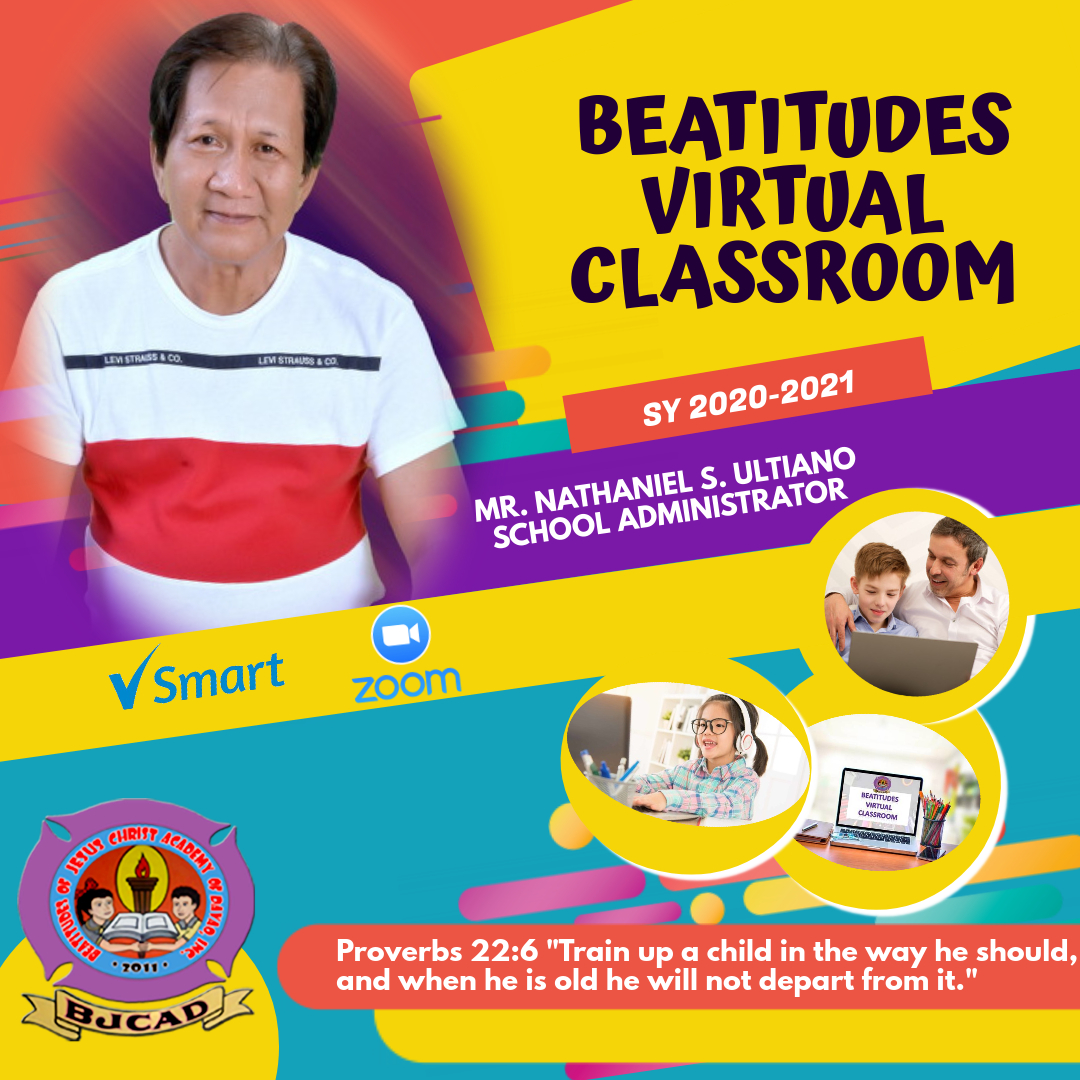 BEATITUDES
VIRTUAL
CLASSROOM
LEVI STRAUSS & CO.
LEVI STRAUSS & CO.
SY 2020-2021
MR. NATHANIEL S. ULTIANO
SCHOOL ADMINISTRATOR
Smart
zoom
BEATITUDES
VIRTUAL
CLASSROOM
BEATITUDES OF JESUS CHRIST ACADEMY OF DAYAO, INC.
• 2011 •
BJCAD
Proverbs 22:6 "Train up a child in the way he should,
and when he is old he will not depart from it."